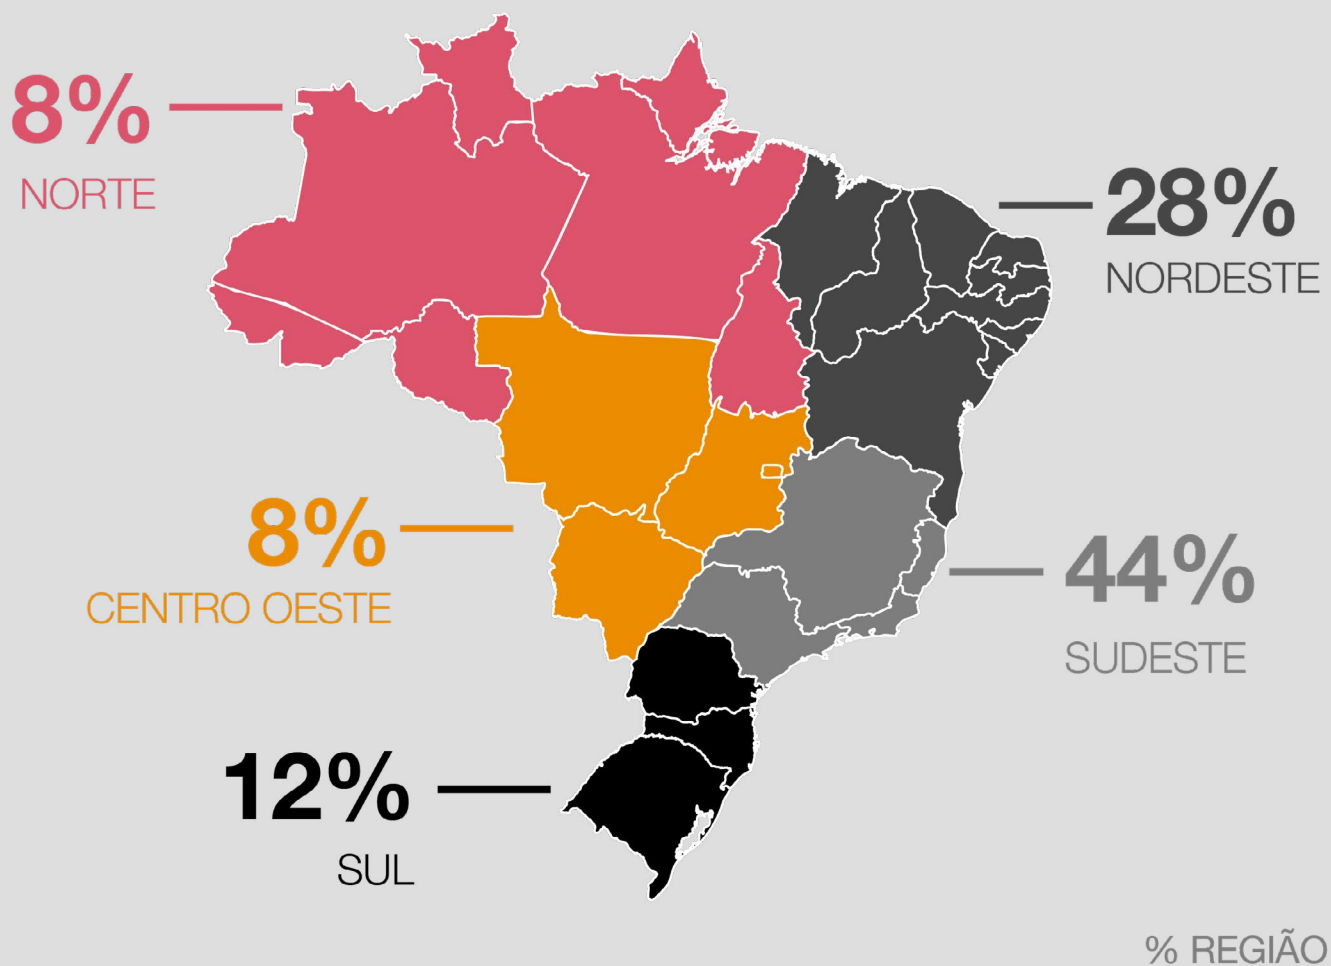 8%
NORTE
28%
NORDESTE
8%
CENTRO OESTE
44%
SUDESTE
12%
SUL
% REGIÃO